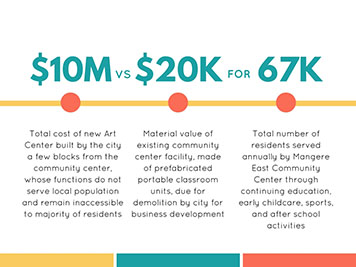 $10M VS $20K FOR 67K
Total cost of new Art
Center built by the city
a few blocks from the
community center,
whose functions do not
serve local population
and remain inaccessible
to majority of residents
Material value of
existing community
center facility, made
of prefabricated
portable classroom
units, due for
demolition by city for
business development
Total number of
residents served
annually by Mangere
East Community
Center through
continuing education,
early childcare, sports,
and after school
activities